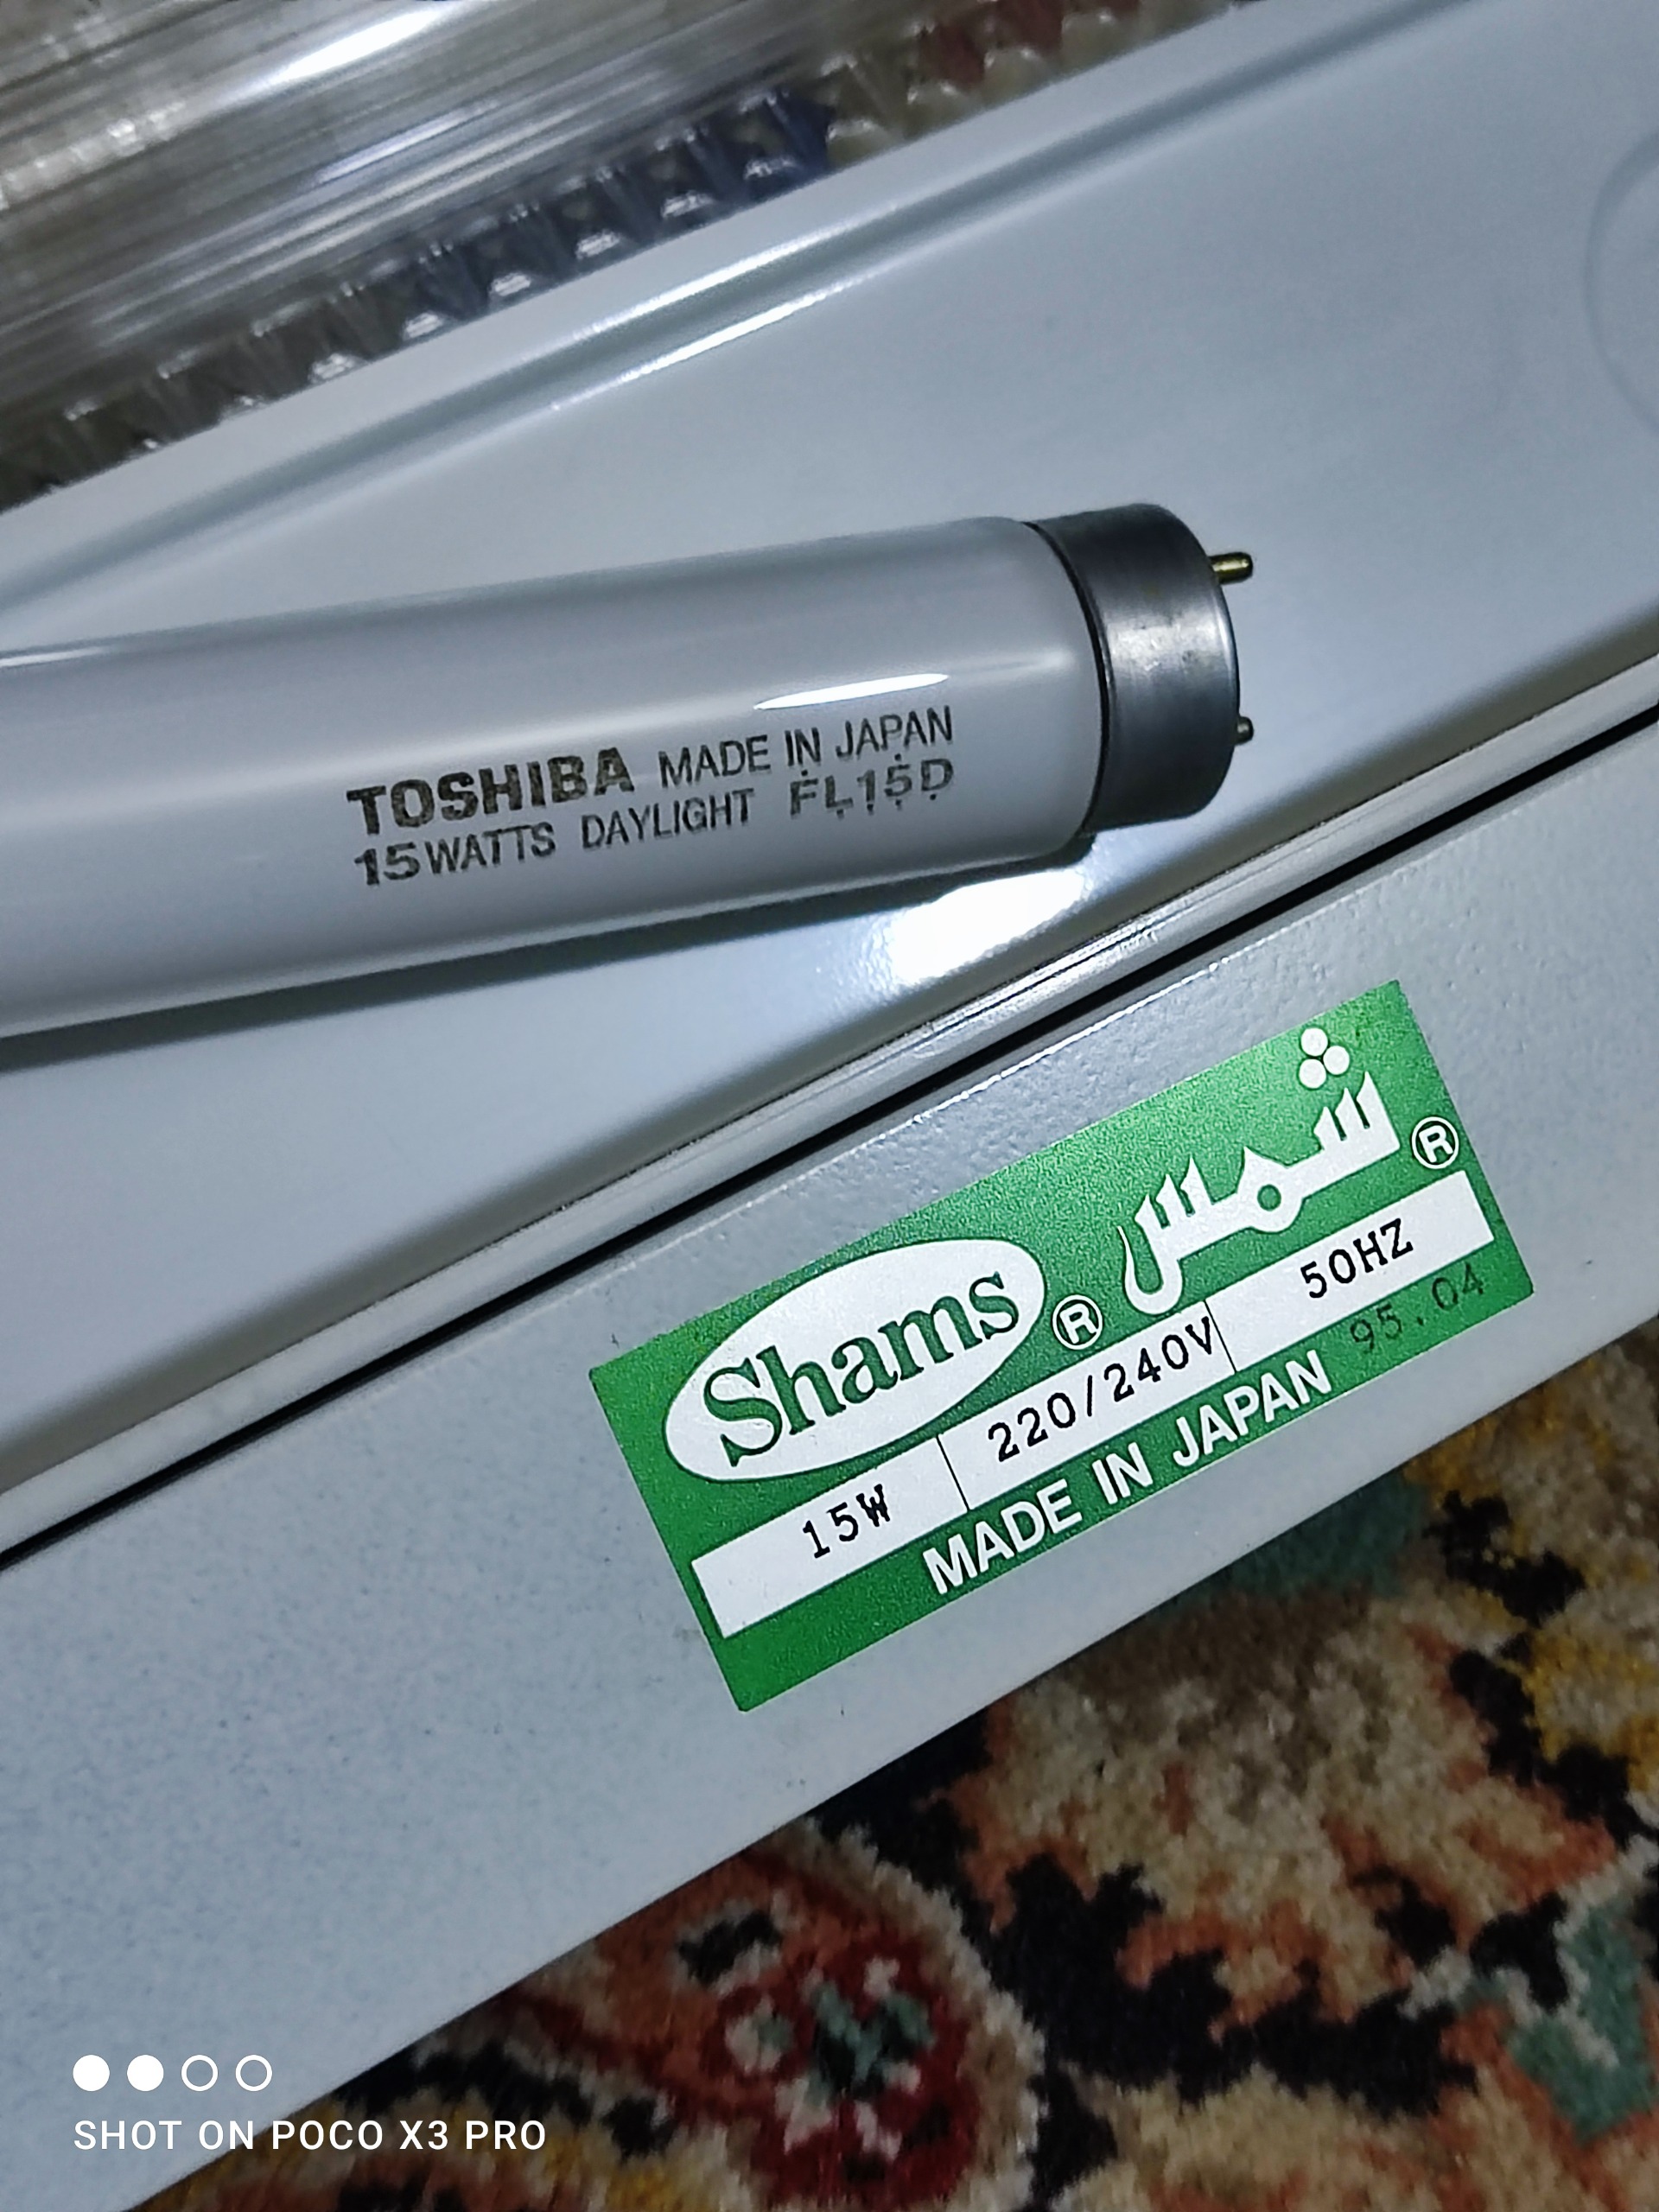 TOSHIBA MADE IN JAPAN
15WATTS DAYLIGHT FL15D
Shams ® شمس ®
15W 220/240V 50HZ
MADE IN JAPAN 95.04
SHOT ON POCO X3 PRO